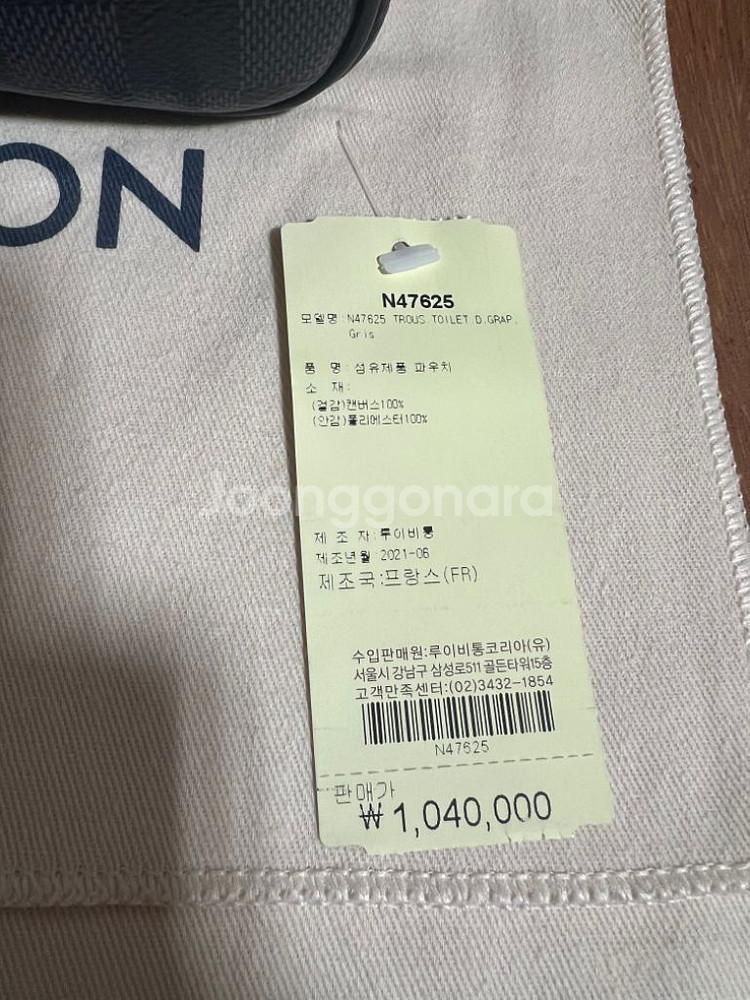 ON
N47625
모델명:N47625 TROUS.TOILET.D.GRAP.
Gris
품 명: 섬유제품 파우치
소 재:
(겉감)캔버스100%
(안감)폴리에스터100%
Joonggonara
제 조 자:루이비통
제조년월:2021-06
제조국:프랑스(FR)
수입판매원:루이비통코리아(유)
서울시 강남구 삼성로511 골든타워15층
고객만족센터:(02)3432-1854
N47625
판매가
₩1,040,000